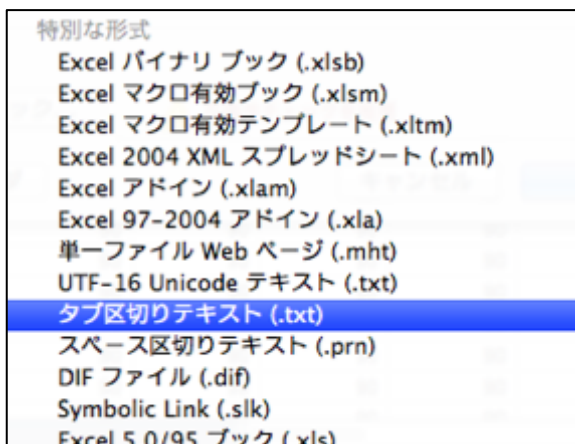 特別な形式
Excel バイナリ ブック (.xlsb)
Excel マクロ有効ブック (.xlsm)
Excel マクロ有効テンプレート (.xltm)
Excel 2004 XML スプレッドシート (.xml)
Excel アドイン (.xlam)
Excel 97-2004 アドイン (.xla)
単一ファイル Web ページ (.mht)
UTF-16 Unicode テキスト (.txt)
タブ区切りテキスト (.txt)
スペース区切りテキスト (.prn)
DIF ファイル (.dif)
Symbolic Link (.slk)
Excel 5.0/95 ブック (.xls)